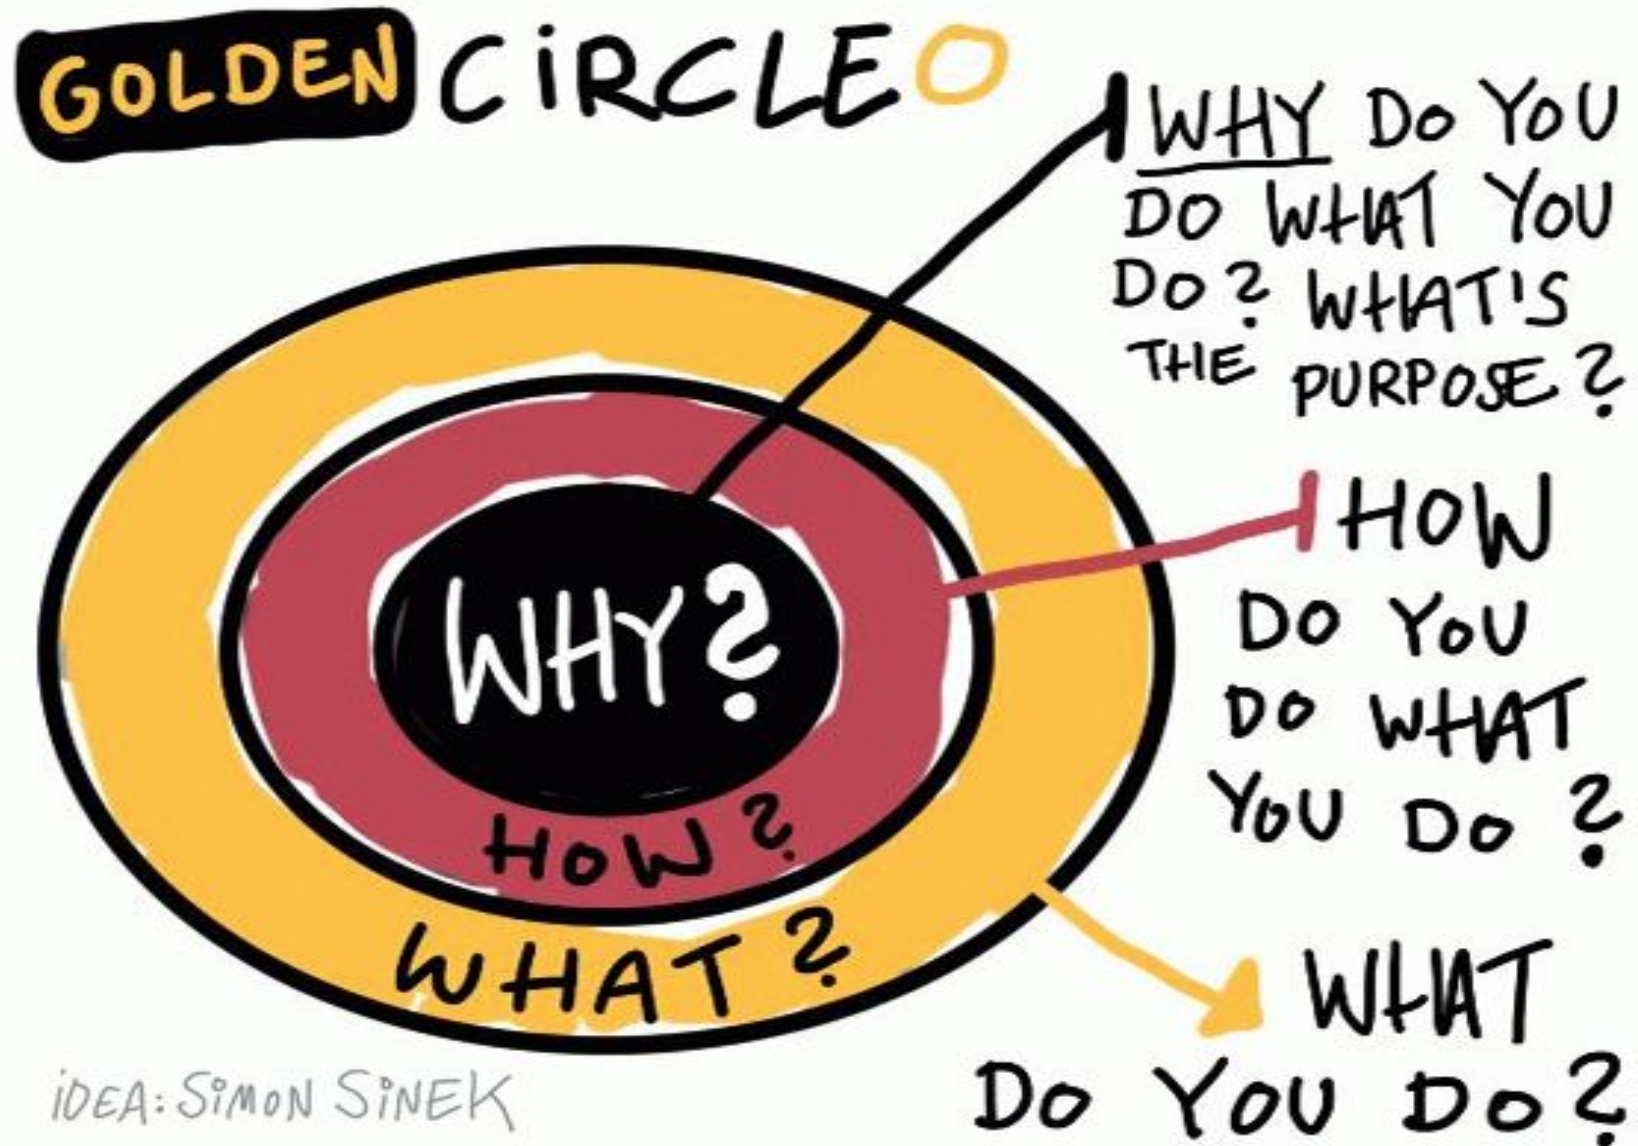 GOLDEN CiRCLE
WHY DO YOU
DO WHAT YOU
DO? WHAT'S
THE PURPOSE?
WHY?
HOW?
WHAT?
HOW
DO YOU
DO WHAT
YOU DO?
WHAT
DO YOU DO?
iDEA: SiMON SiNEK